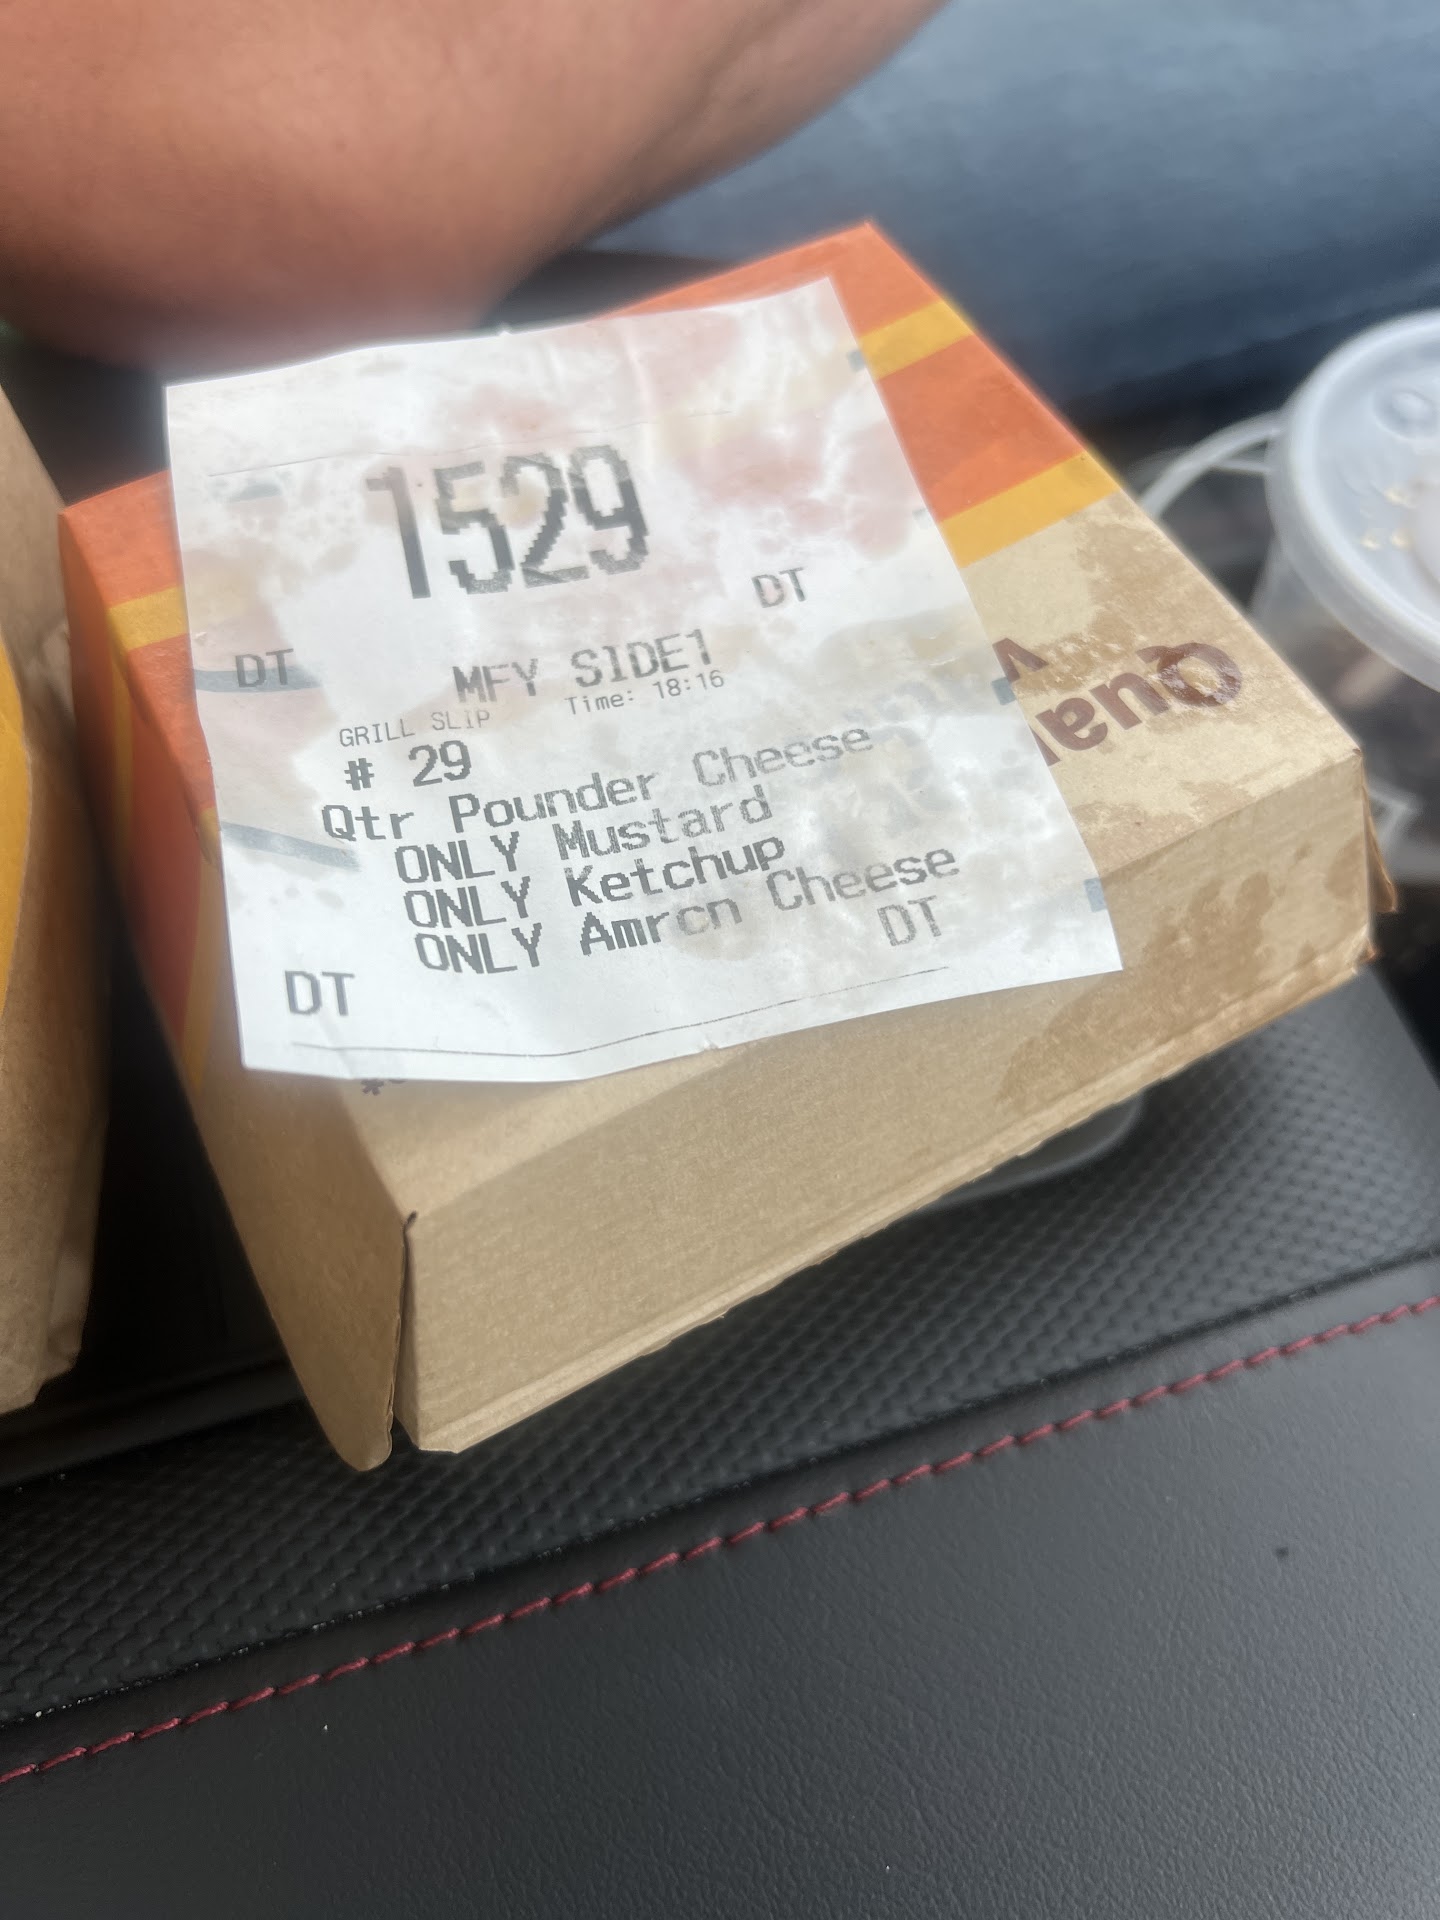 1529
DT
DT
MFY SIDE1
Time: 18:16
GRILL SLIP
# 29
Qtr Pounder Cheese
ONLY Mustard
ONLY Ketchup
ONLY Amrcn Cheese
DT
DT